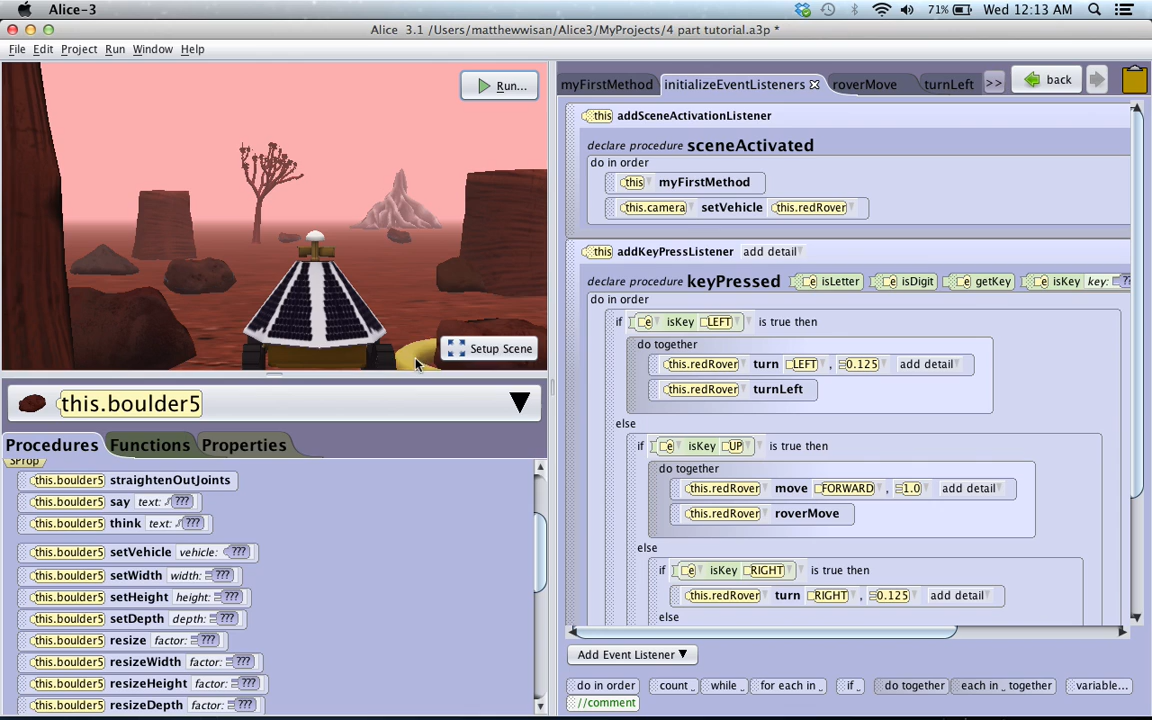 Alice-3 71% Wed 12:13 AM
Alice 3.1 /Users/matthewwisan/Alice3/MyProjects/4 part tutorial.a3p *
File Edit Project Run Window Help
Run...
Setup Scene
this.boulder5
Procedures Functions Properties
SProp
this.boulder5 straightenOutJoints
this.boulder5 say text: ???
this.boulder5 think text: ???
this.boulder5 setVehicle vehicle: ???
this.boulder5 setWidth width: ???
this.boulder5 setHeight height: ???
this.boulder5 setDepth depth: ???
this.boulder5 resize factor: ???
this.boulder5 resizeWidth factor: ???
this.boulder5 resizeHeight factor: ???
this.boulder5 resizeDepth factor: ???
myFirstMethod initializeEventListeners roverMove turnLeft >> back
this addSceneActivationListener
declare procedure sceneActivated
do in order
this myFirstMethod
this.camera setVehicle this.redRover
this addKeyPressListener add detail
declare procedure keyPressed e isLetter e isDigit e getKey e isKey key: ??
do in order
if e isKey LEFT is true then
do together
this.redRover turn LEFT , 0.125 add detail
this.redRover turnLeft
else
if e isKey UP is true then
do together
this.redRover move FORWARD , 1.0 add detail
this.redRover roverMove
else
if e isKey RIGHT is true then
this.redRover turn RIGHT , 0.125 add detail
else
Add Event Listener
do in order count_ while_ for each in_ if_ do together each in_ together variable...
//comment